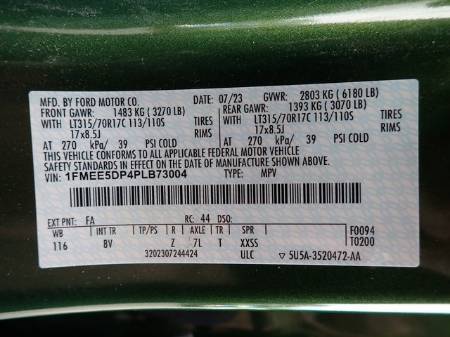 MFD. BY FORD MOTOR CO. 07/23 GVWR: 2803 KG ( 6180 LB)
FRONT GAWR: 1483 KG ( 3270 LB) REAR GAWR: 1393 KG ( 3070 LB)
WITH LT315/70R17C 113/110S TIRES WITH LT315/70R17C 113/110S TIRES
17x8.5J RIMS 17x8.5J RIMS
AT 270 kPa/ 39 PSI COLD AT 270 kPa/ 39 PSI COLD
THIS VEHICLE CONFORMS TO ALL APPLICABLE FEDERAL MOTOR VEHICLE
SAFETY STANDARDS IN EFFECT ON THE DATE OF MANUFACTURE SHOWN ABOVE.
VIN: 1FMEE5DP4PLB73004 TYPE: MPV
EXT PNT: FA RC: 44 DSO:
WB INT TR TP/PS R AXLE TR SPR F0094
116 8V Z 7L T XXSS T0200
3202307244424 ULC 5U5A-3520472-AA